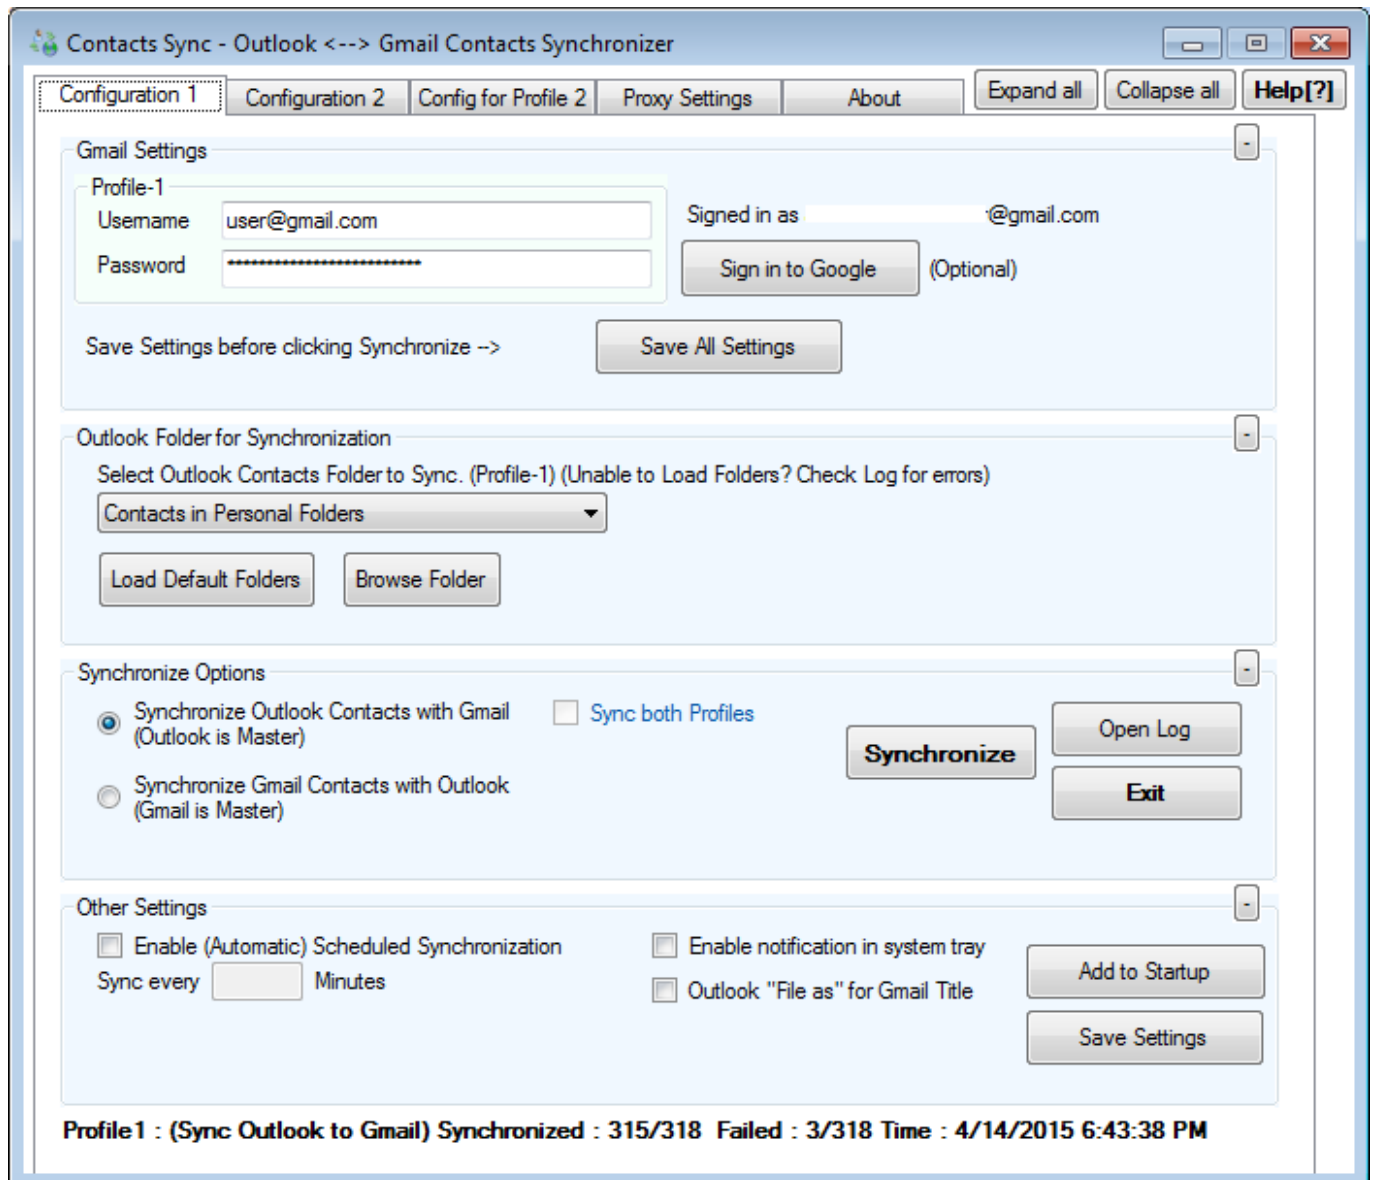 Contacts Sync - Outlook <--> Gmail Contacts Synchronizer
Configuration 1 Configuration 2 Config for Profile 2 Proxy Settings About Expand all Collapse all Help[?]
Gmail Settings -
Profile-1
Username user@gmail.com Signed in as @gmail.com
Password ************************* Sign in to Google (Optional)
Save Settings before clicking Synchronize --> Save All Settings
Outlook Folder for Synchronization -
Select Outlook Contacts Folder to Sync. (Profile-1) (Unable to Load Folders? Check Log for errors)
Contacts in Personal Folders
Load Default Folders Browse Folder
Synchronize Options -
Synchronize Outlook Contacts with Gmail
(Outlook is Master)
Sync both Profiles
Synchronize
Open Log
Synchronize Gmail Contacts with Outlook
(Gmail is Master)
Exit
Other Settings -
Enable (Automatic) Scheduled Synchronization Enable notification in system tray
Sync every Minutes Outlook "File as" for Gmail Title
Add to Startup
Save Settings
Profile1 : (Sync Outlook to Gmail) Synchronized : 315/318 Failed : 3/318 Time : 4/14/2015 6:43:38 PM